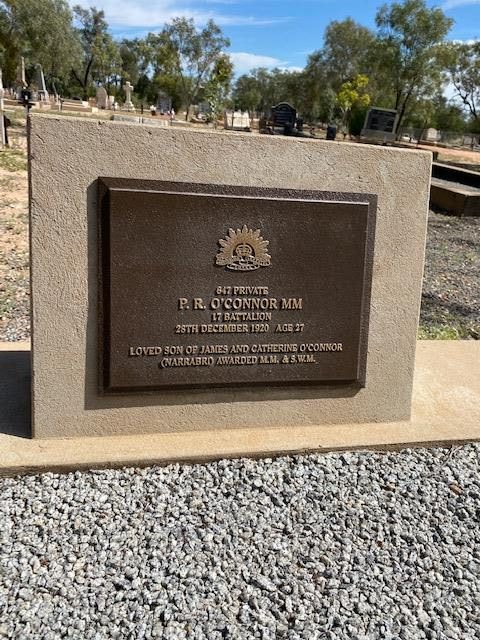 647 PRIVATE
P. R. O'CONNOR MM
17 BATTALION
28TH DECEMBER 1920 AGE 27
LOVED SON OF JAMES AND CATHERINE O'CONNOR
(NARRABRI) AWARDED M.M. & S.W.M.